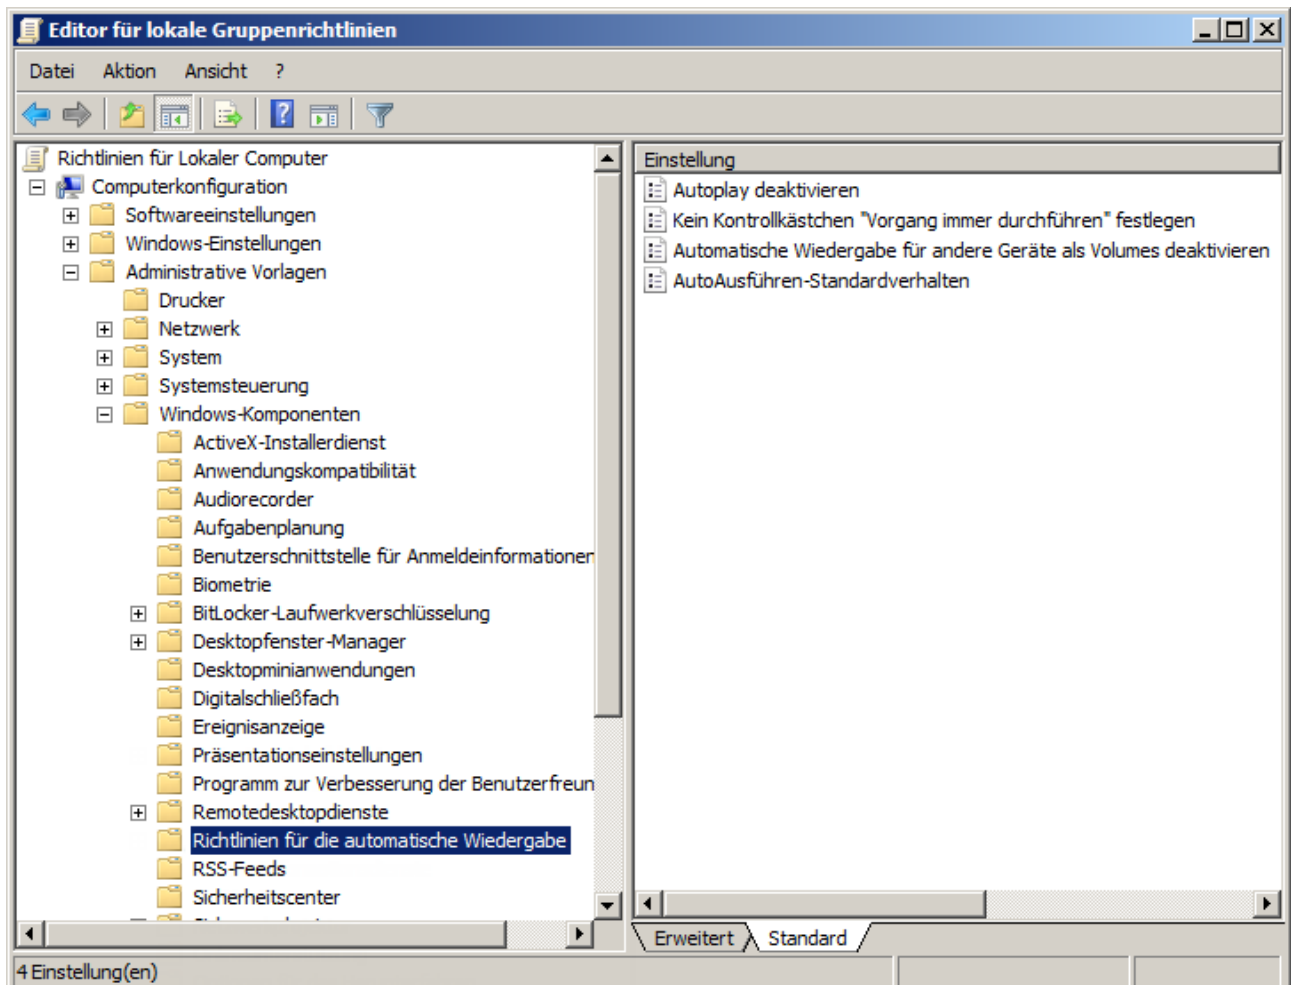 Editor für lokale Gruppenrichtlinien
Datei Aktion Ansicht ?
Richtlinien für Lokaler Computer
Computerkonfiguration
Softwareeinstellungen
Windows-Einstellungen
Administrative Vorlagen
Drucker
Netzwerk
System
Systemsteuerung
Windows-Komponenten
ActiveX-Installerdienst
Anwendungskompatibilität
Audiorecorder
Aufgabenplanung
Benutzerschnittstelle für Anmeldeinformationen
Biometrie
BitLocker-Laufwerkverschlüsselung
Desktopfenster-Manager
Desktopminianwendungen
Digitalschließfach
Ereignisanzeige
Präsentationseinstellungen
Programm zur Verbesserung der Benutzerfreun
Remotedesktopdienste
Richtlinien für die automatische Wiedergabe
RSS-Feeds
Sicherheitscenter
Einstellung
Autoplay deaktivieren
Kein Kontrollkästchen "Vorgang immer durchführen" festlegen
Automatische Wiedergabe für andere Geräte als Volumes deaktivieren
AutoAusführen-Standardverhalten
Erweitert Standard
4 Einstellung(en)